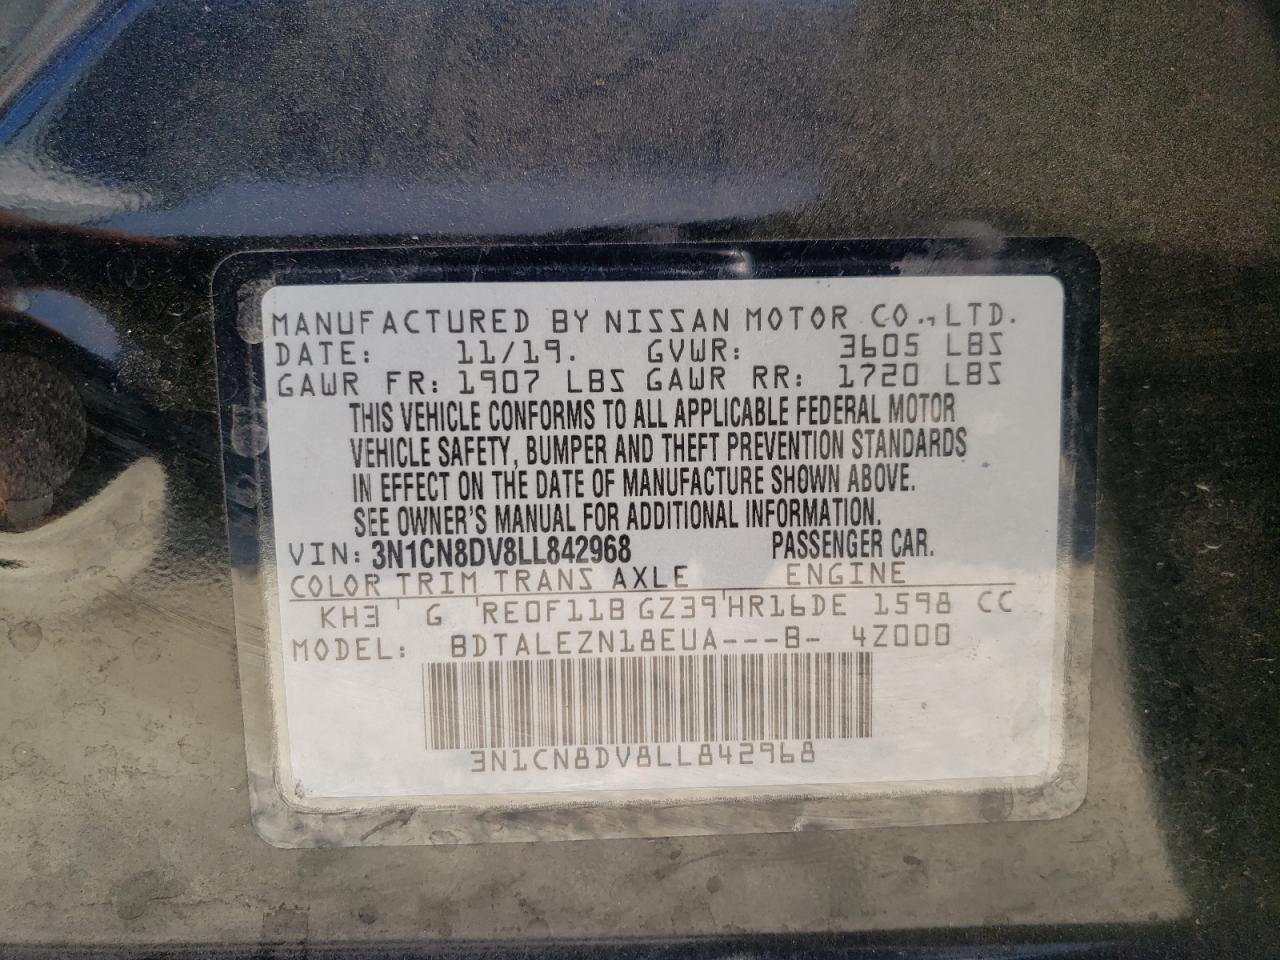 MANUFACTURED BY NISSAN MOTOR CO., LTD.
DATE: 11/19. GVWR: 3605 LBS
GAWR FR: 1907 LBS GAWR RR: 1720 LBS
THIS VEHICLE CONFORMS TO ALL APPLICABLE FEDERAL MOTOR
VEHICLE SAFETY, BUMPER AND THEFT PREVENTION STANDARDS
IN EFFECT ON THE DATE OF MANUFACTURE SHOWN ABOVE.
SEE OWNER'S MANUAL FOR ADDITIONAL INFORMATION.
VIN: 3N1CN8DV8LL842968 PASSENGER CAR.
COLOR TRIM TRANS AXLE ENGINE
KH3 ' G 'RE0F11B GZ39'HR16DE 1598 CC
MODEL: BDTALEZN18EUA---B- 4Z000
3N1CN8DV8LL842968